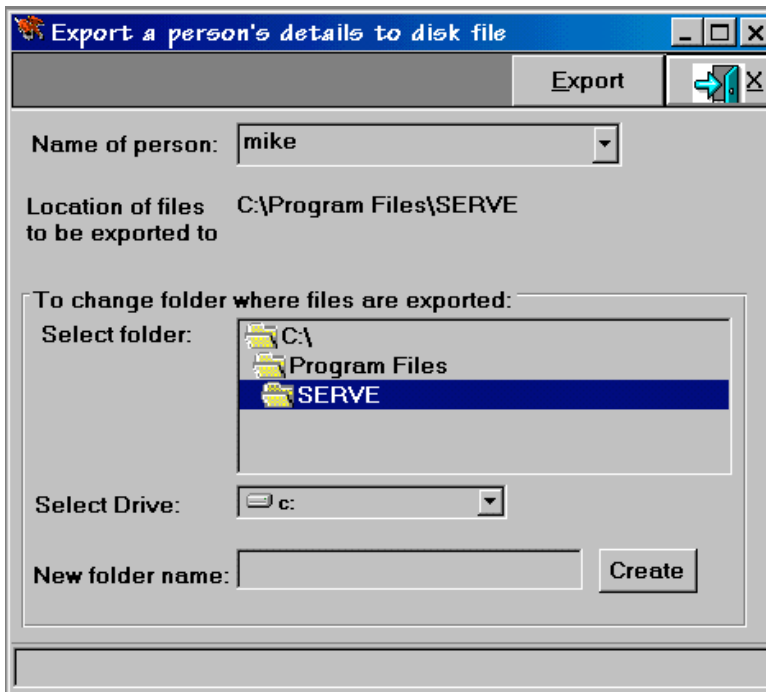 Export a person's details to disk file
Export X
Name of person: mike
Location of files C:\Program Files\SERVE
to be exported to
To change folder where files are exported:
Select folder: C:\
Program Files
SERVE
Select Drive: c:
New folder name: Create